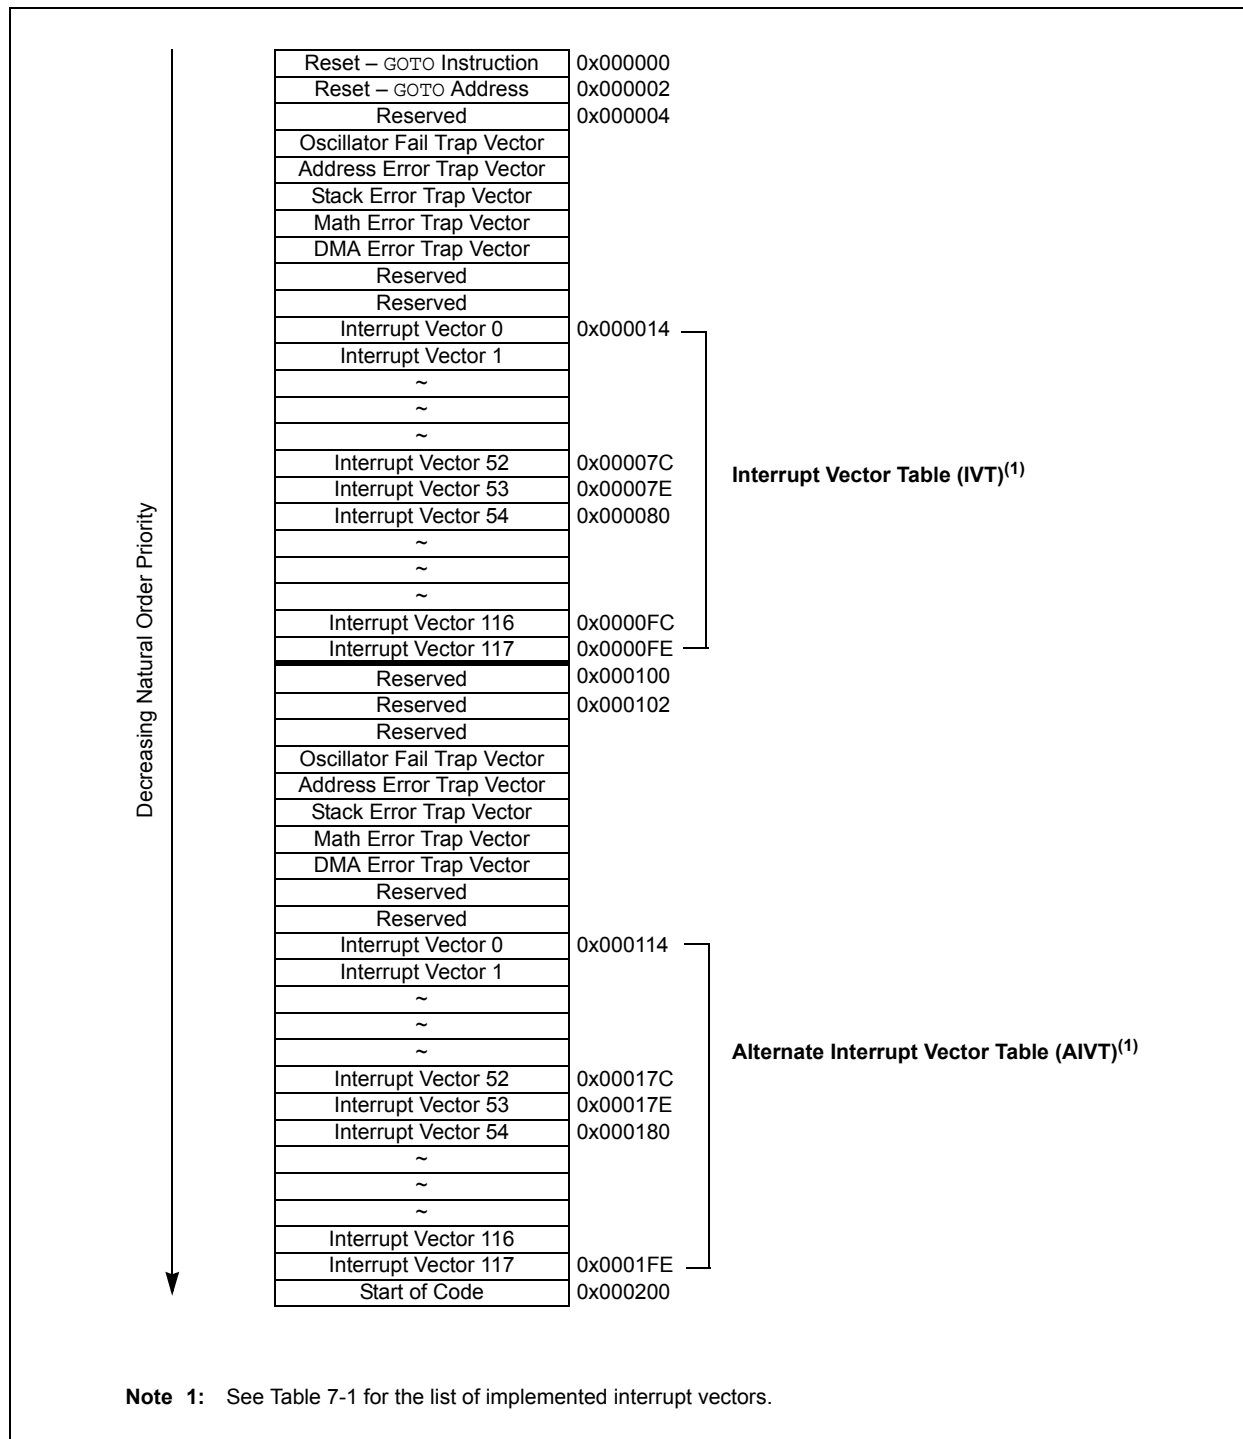 Reset – GOTO Instruction 0x000000
Reset – GOTO Address 0x000002
Reserved 0x000004
Oscillator Fail Trap Vector
Address Error Trap Vector
Stack Error Trap Vector
Math Error Trap Vector
DMA Error Trap Vector
Reserved
Reserved
Interrupt Vector 0 0x000014
Interrupt Vector 1
~
~
~
Interrupt Vector 52 0x00007C
Interrupt Vector Table (IVT)(1)
Interrupt Vector 53 0x00007E
Interrupt Vector 54 0x000080
~
~
~
Interrupt Vector 116 0x0000FC
Interrupt Vector 117 0x0000FE
Decreasing Natural Order Priority
Reserved 0x000100
Reserved 0x000102
Reserved
Oscillator Fail Trap Vector
Address Error Trap Vector
Stack Error Trap Vector
Math Error Trap Vector
DMA Error Trap Vector
Reserved
Reserved
Interrupt Vector 0 0x000114
Interrupt Vector 1
~
~
~
Alternate Interrupt Vector Table (AIVT)(1)
Interrupt Vector 52 0x00017C
Interrupt Vector 53 0x00017E
Interrupt Vector 54 0x000180
~
~
~
Interrupt Vector 116
Interrupt Vector 117 0x0001FE
Start of Code 0x000200
Note 1: See Table 7-1 for the list of implemented interrupt vectors.